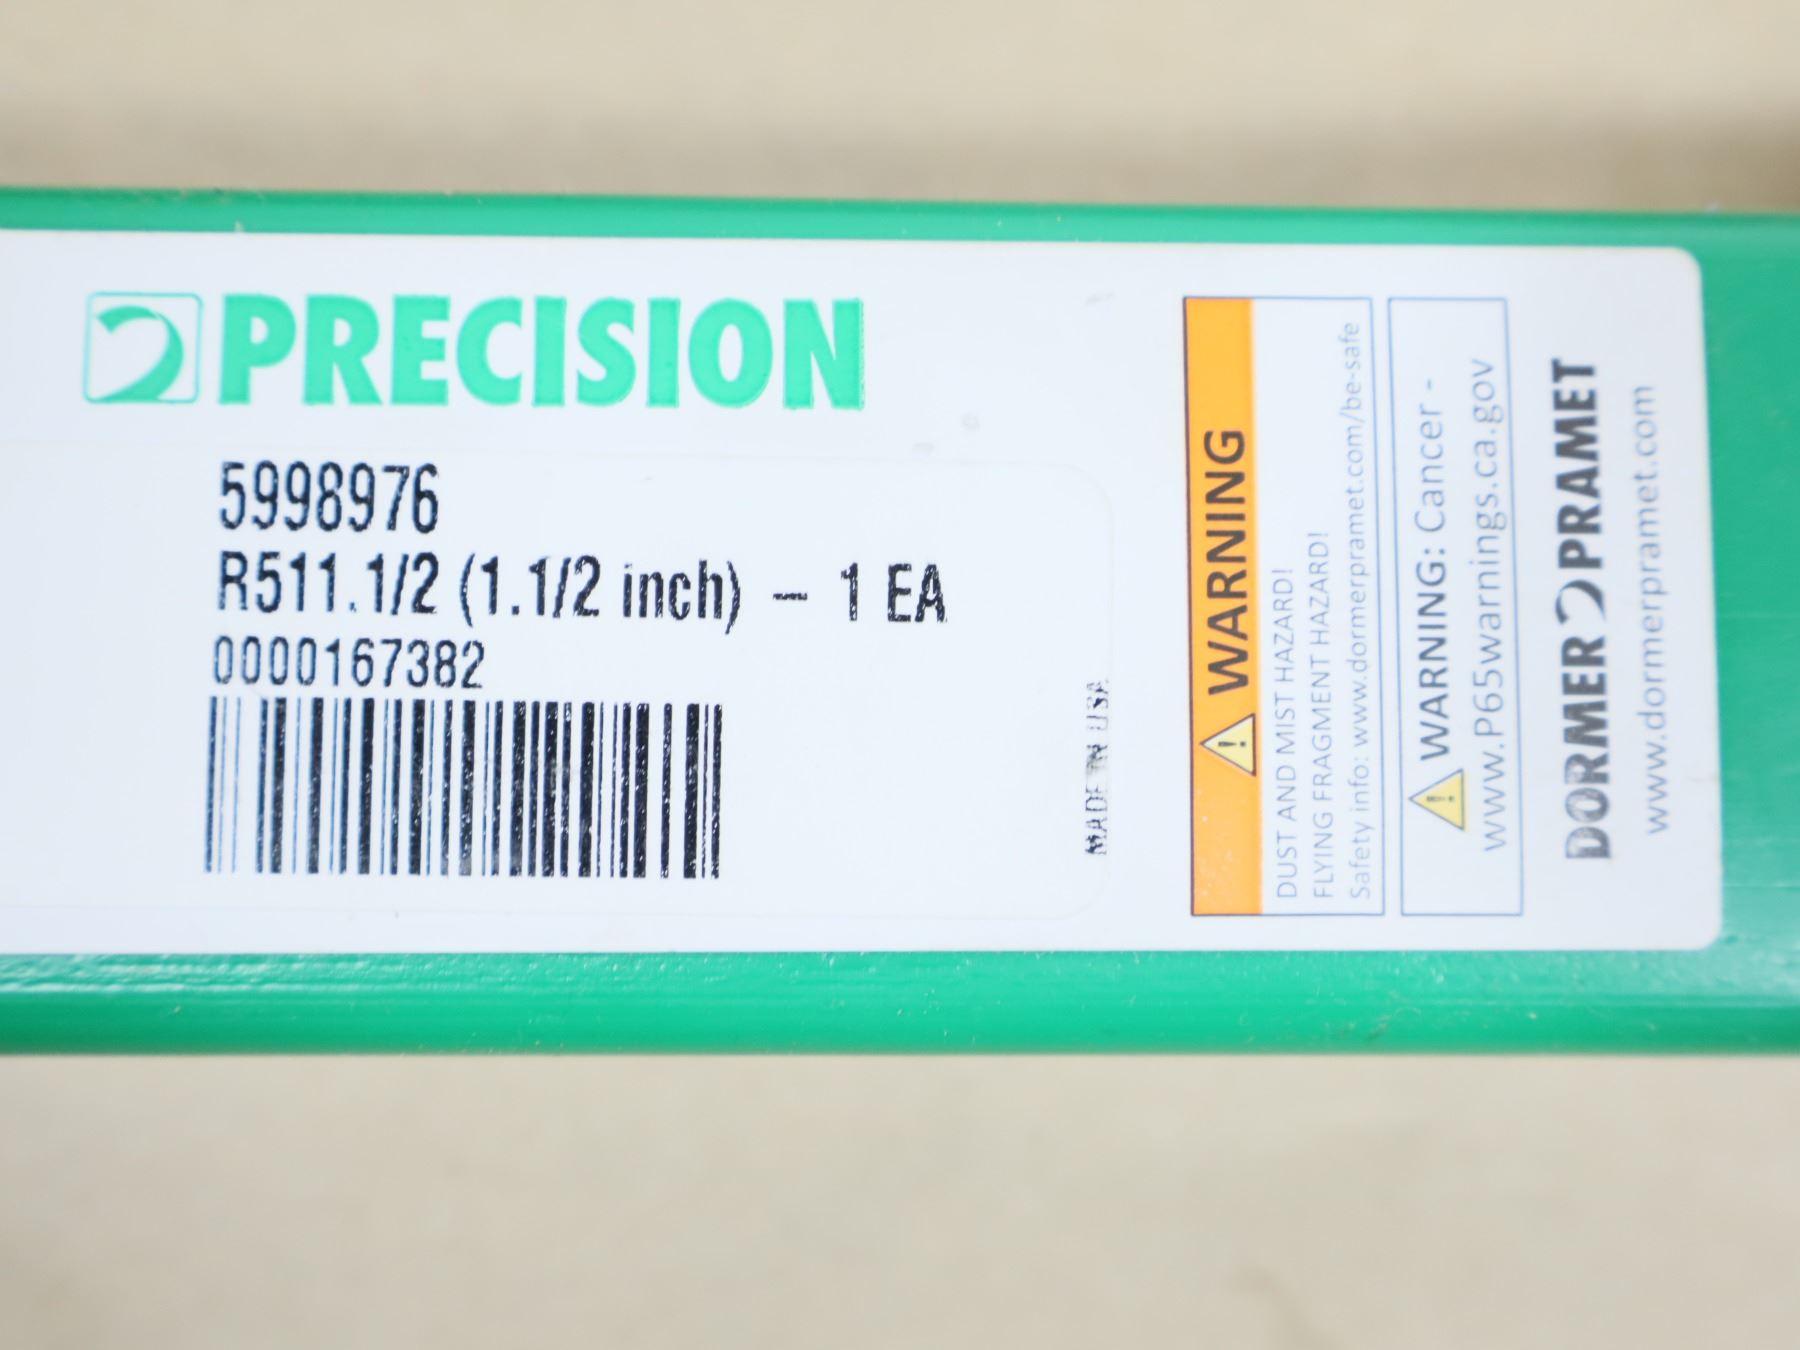 PRECISION
5998976
R511.1/2 (1.1/2 inch) – 1 EA
0000167382
MADE IN USA
WARNING
DUST AND MIST HAZARD!
FLYING FRAGMENT HAZARD!
Safety info: www.dormerpramet.com/be-safe
WARNING: Cancer -
www.P65warnings.ca.gov
DORMER PRAMET
www.dormerpramet.com